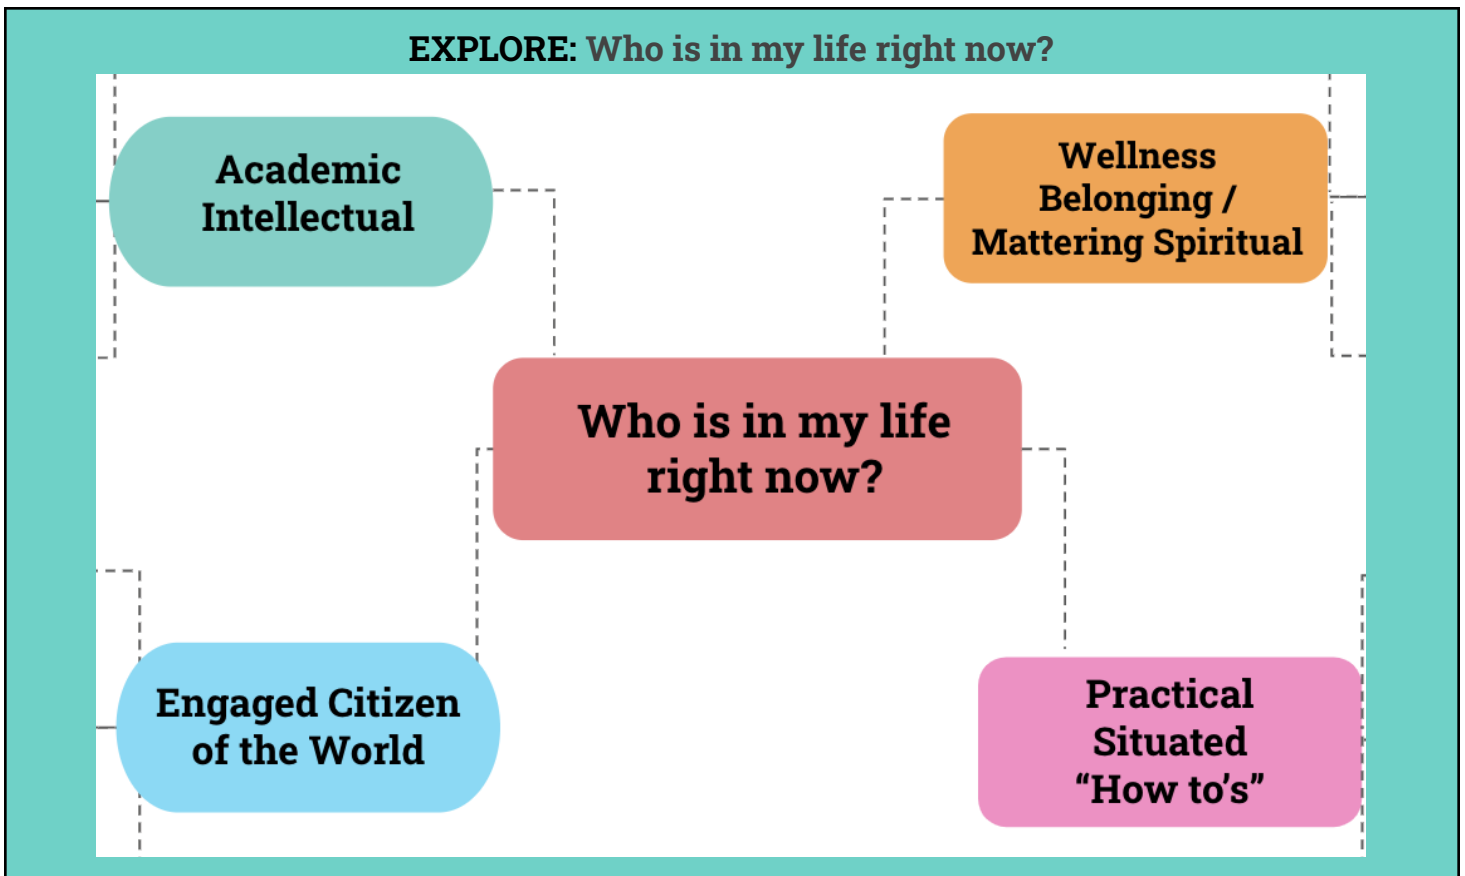 EXPLORE: Who is in my life right now?
Academic
Intellectual
Wellness
Belonging /
Mattering Spiritual
Who is in my life
right now?
Engaged Citizen
of the World
Practical
Situated
“How to’s”